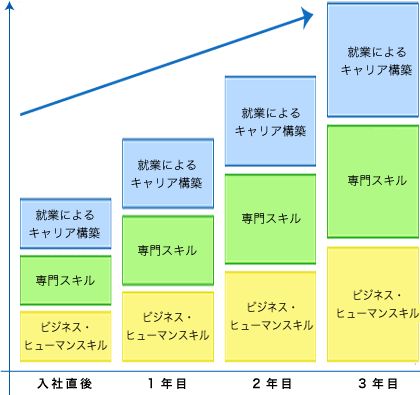 就業による
キャリア構築
専門スキル
ビジネス・
ヒューマンスキル
入社直後
就業による
キャリア構築
専門スキル
ビジネス・
ヒューマンスキル
1年目
就業による
キャリア構築
専門スキル
ビジネス・
ヒューマンスキル
2年目
就業による
キャリア構築
専門スキル
ビジネス・
ヒューマンスキル
3年目